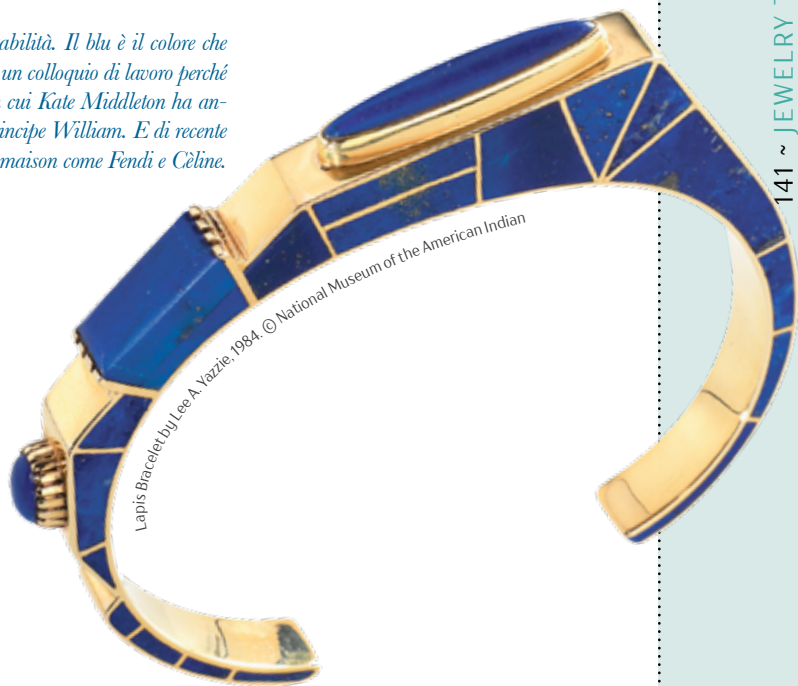 abilità. Il blu è il colore che
un colloquio di lavoro perché
cui Kate Middleton ha an-
incipe William. E di recente
maison come Fendi e Cèline.
Lapis Bracelet by Lee A. Yazzie, 1984. © National Museum of the American Indian
141 ~ JEWELRY